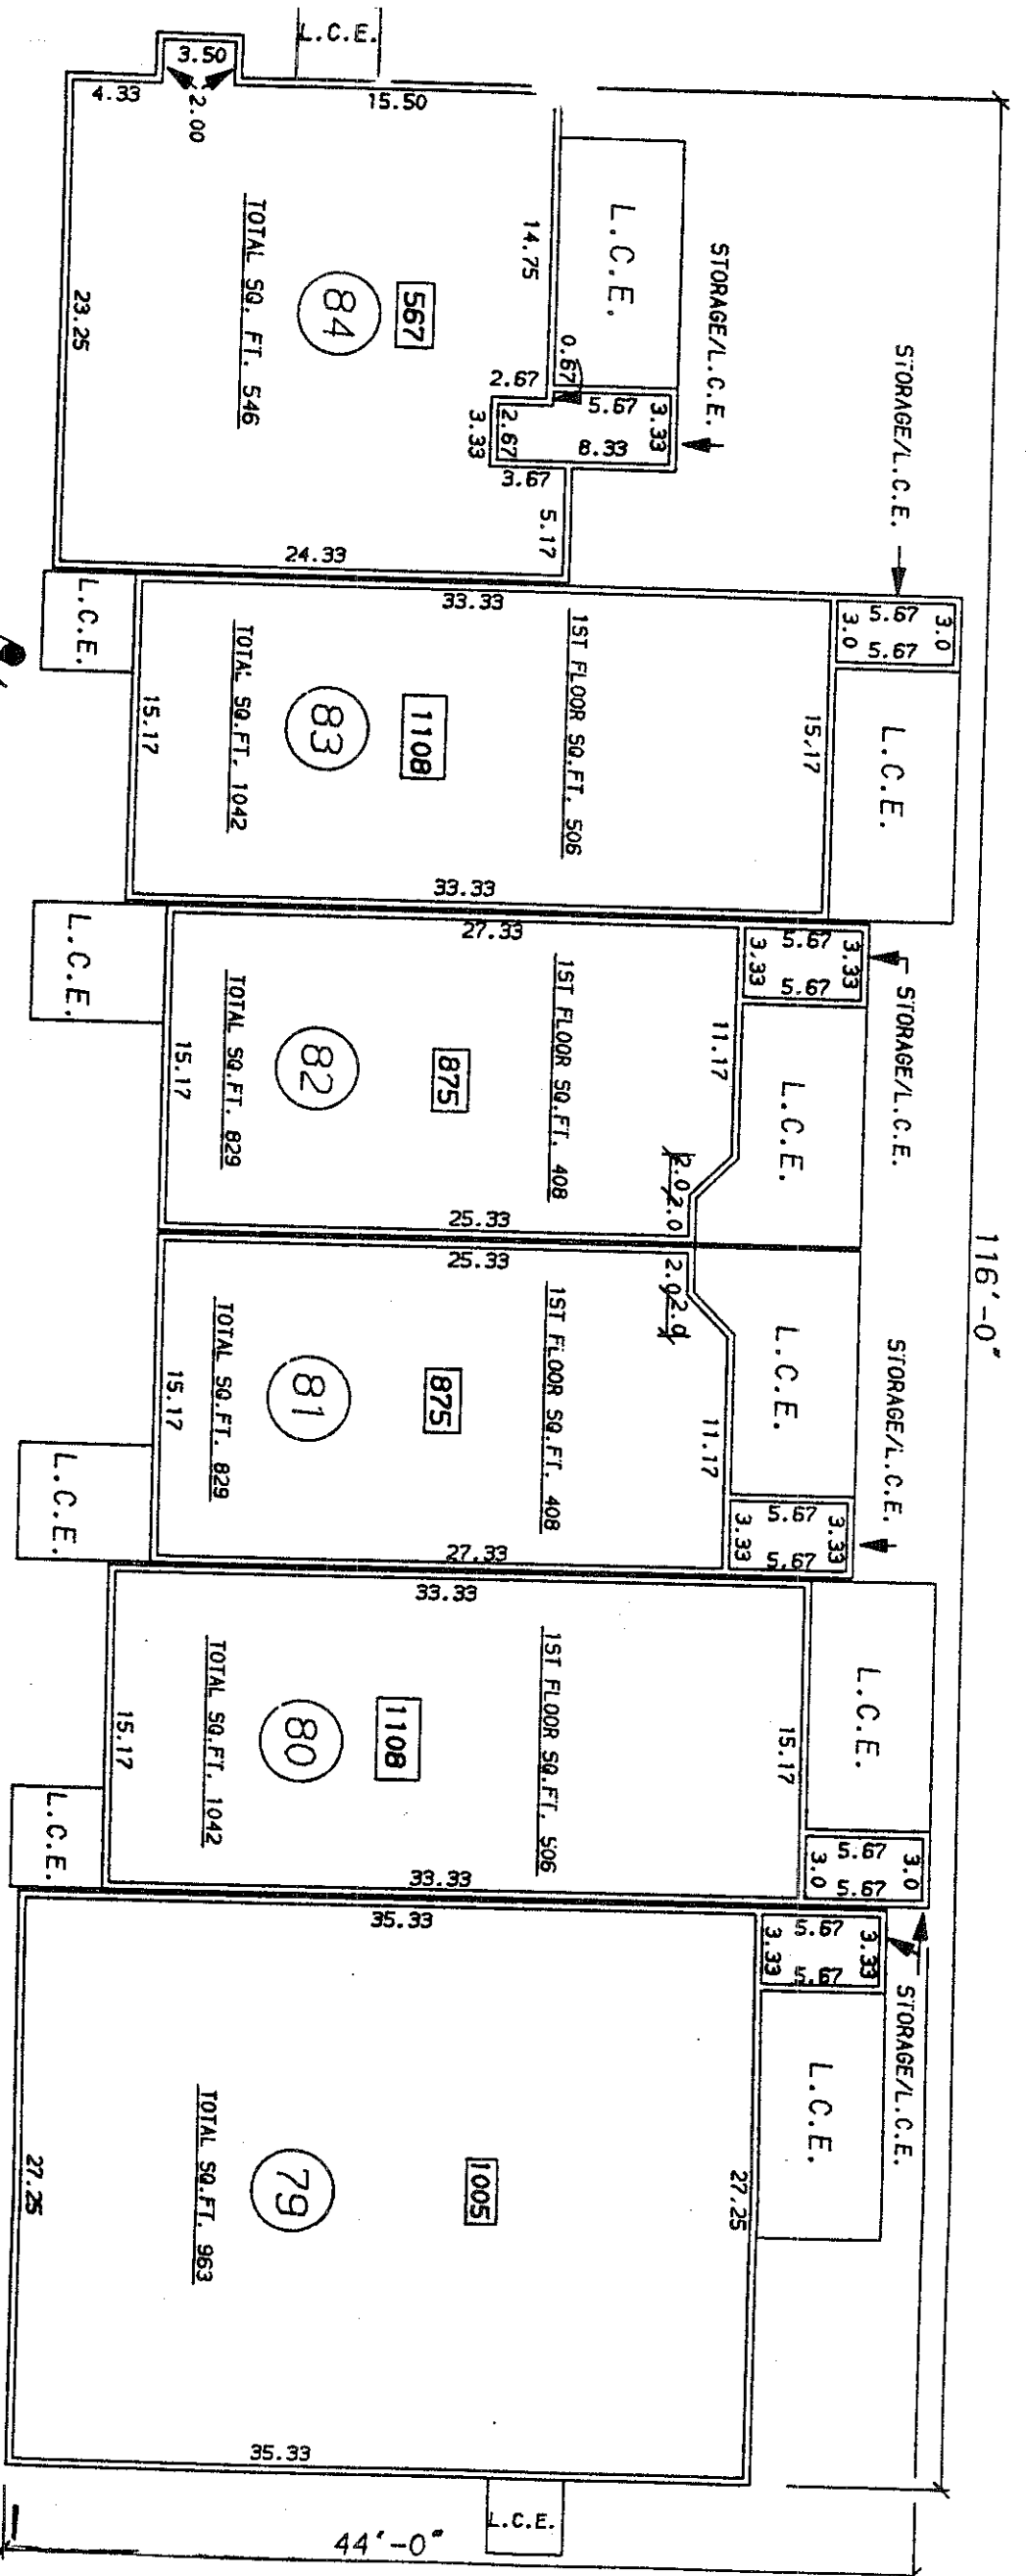 116'-0"
44'-0"
STORAGE/L.C.E.
STORAGE/L.C.E.
STORAGE/L.C.E.
STORAGE/L.C.E.
STORAGE/L.C.E.
L.C.E.
3.50
4.33
2.00
15.50
L.C.E.
14.75
0.67
2.67
5.67
3.33
8.33
2.67
3.33
3.67
5.17
567
84
TOTAL SQ. FT. 546
23.25
24.33
L.C.E.
3.0
5.67
5.67
3.0
L.C.E.
33.33
15.17
1ST FLOOR SQ.FT. 506
1108
83
TOTAL SQ.FT. 1042
15.17
33.33
L.C.E.
3.33
5.67
5.67
3.33
L.C.E.
27.33
11.17
1ST FLOOR SQ.FT. 408
2.0
2.0
875
82
TOTAL SQ.FT. 829
15.17
25.33
L.C.E.
25.33
2.0
2.0
11.17
1ST FLOOR SQ.FT. 408
875
81
TOTAL SQ.FT. 829
15.17
27.33
3.33
5.67
5.67
3.33
L.C.E.
L.C.E.
33.33
15.17
1ST FLOOR SQ.FT. 506
1108
80
TOTAL SQ.FT. 1042
15.17
33.33
3.0
5.67
5.67
3.0
L.C.E.
3.33
5.67
5.67
3.33
L.C.E.
35.33
27.25
1005
79
TOTAL SQ.FT. 963
27.25
35.33
L.C.E.